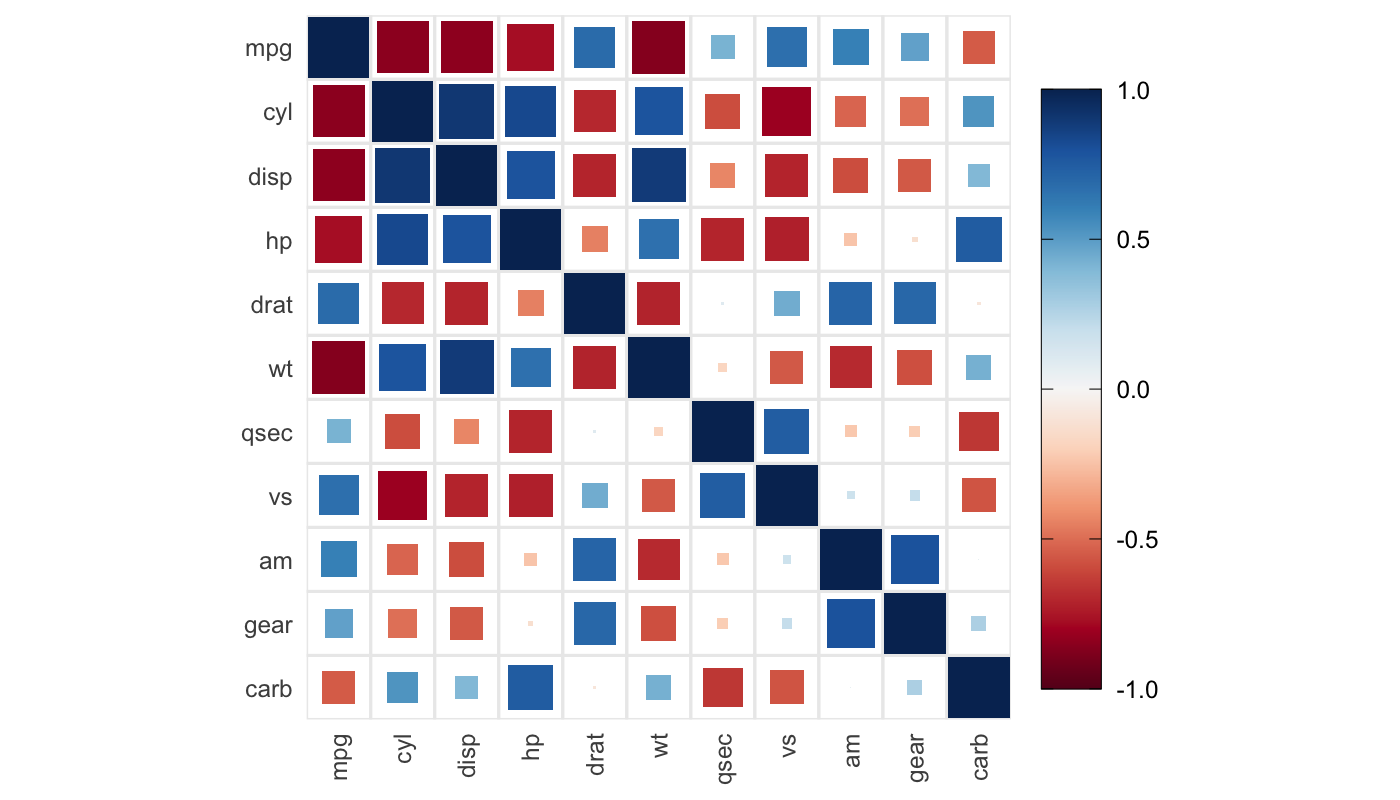 mpg
cyl
disp
hp
drat
wt
qsec
vs
am
gear
carb
mpg cyl disp hp drat wt qsec vs am gear carb
1.0
0.5
0.0
-0.5
-1.0